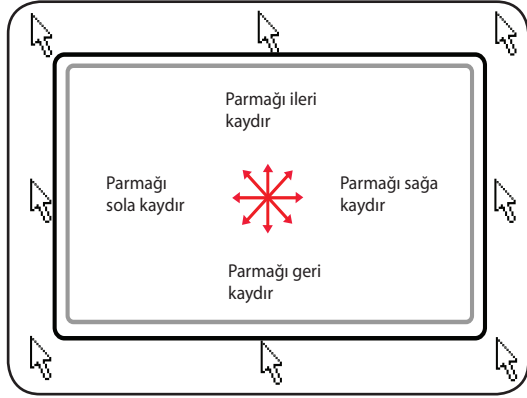 Parmağı ileri
kaydır
Parmağı
sola kaydır
Parmağı sağa
kaydır
Parmağı geri
kaydır